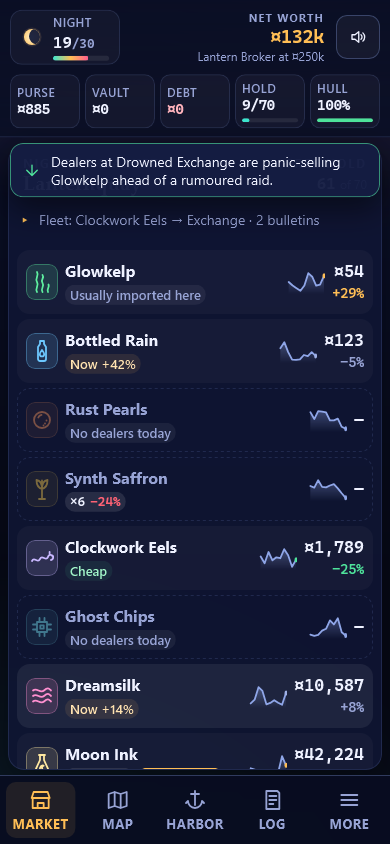 NIGHT
19/30
NET WORTH
¤132k
Lantern Broker at ¤250k
PURSE
¤885
VAULT
¤0
DEBT
¤0
HOLD
9/70
HULL
100%
Dealers at Drowned Exchange are panic-selling
Glowkelp ahead of a rumoured raid.
Fleet: Clockwork Eels → Exchange · 2 bulletins
Glowkelp
Usually imported here
¤54
+29%
Bottled Rain
Now +42%
¤123
−5%
Rust Pearls
No dealers today
—
Synth Saffron
×6 −24%
—
Clockwork Eels
Cheap
¤1,789
−25%
Ghost Chips
No dealers today
—
Dreamsilk
Now +14%
¤10,587
+8%
Moon Ink
¤42,224
MARKET
MAP
HARBOR
LOG
MORE